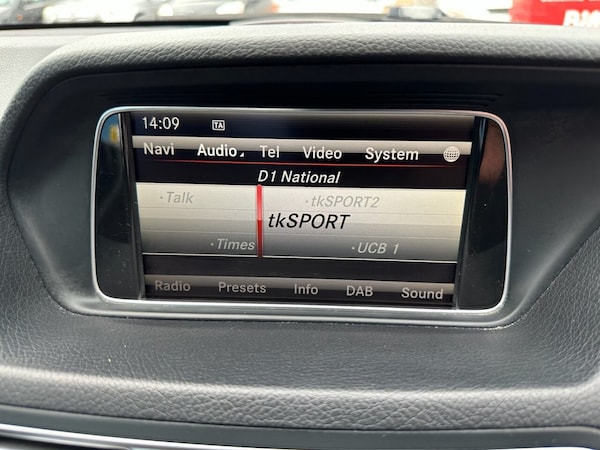 14:09 TA
Navi Audio Tel Video System
D1 National
·Talk ·tkSPORT2
tkSPORT
·Times ·UCB 1
Radio Presets Info DAB Sound